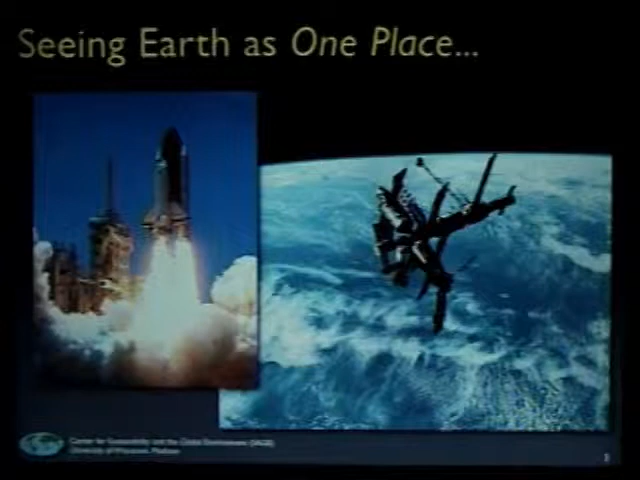 Seeing Earth as One Place...
Center for Sustainability and the Global Environment (SAGE)
University of Wisconsin, Madison